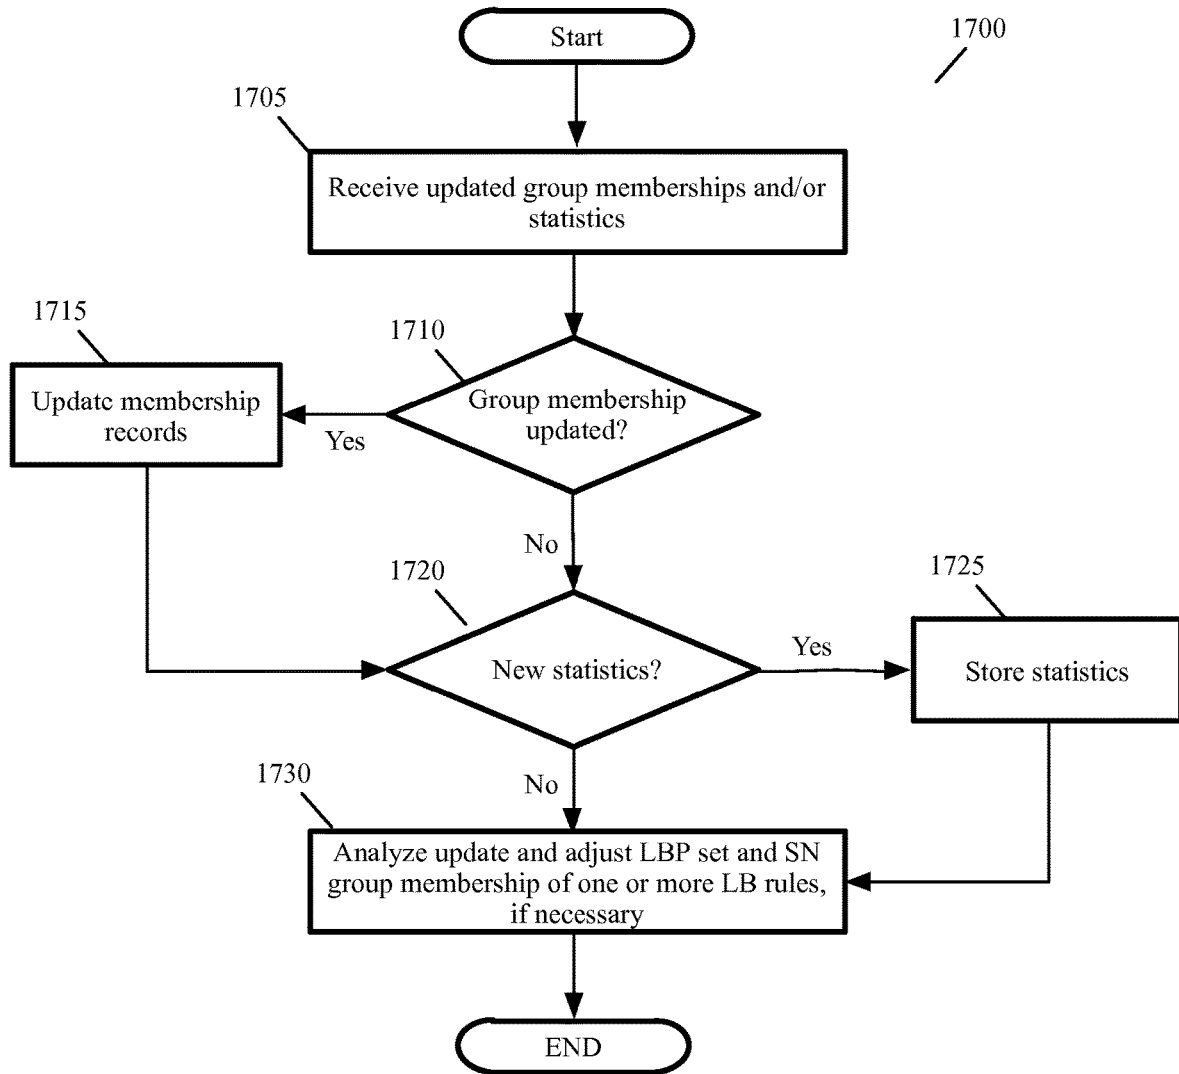 Start
1700
1705
Receive updated group memberships and/or
statistics
1715
1710
Update membership
records
Group membership
updated?
Yes
No
1720
1725
New statistics?
Yes
Store statistics
1730
No
Analyze update and adjust LBP set and SN
group membership of one or more LB rules,
if necessary
END